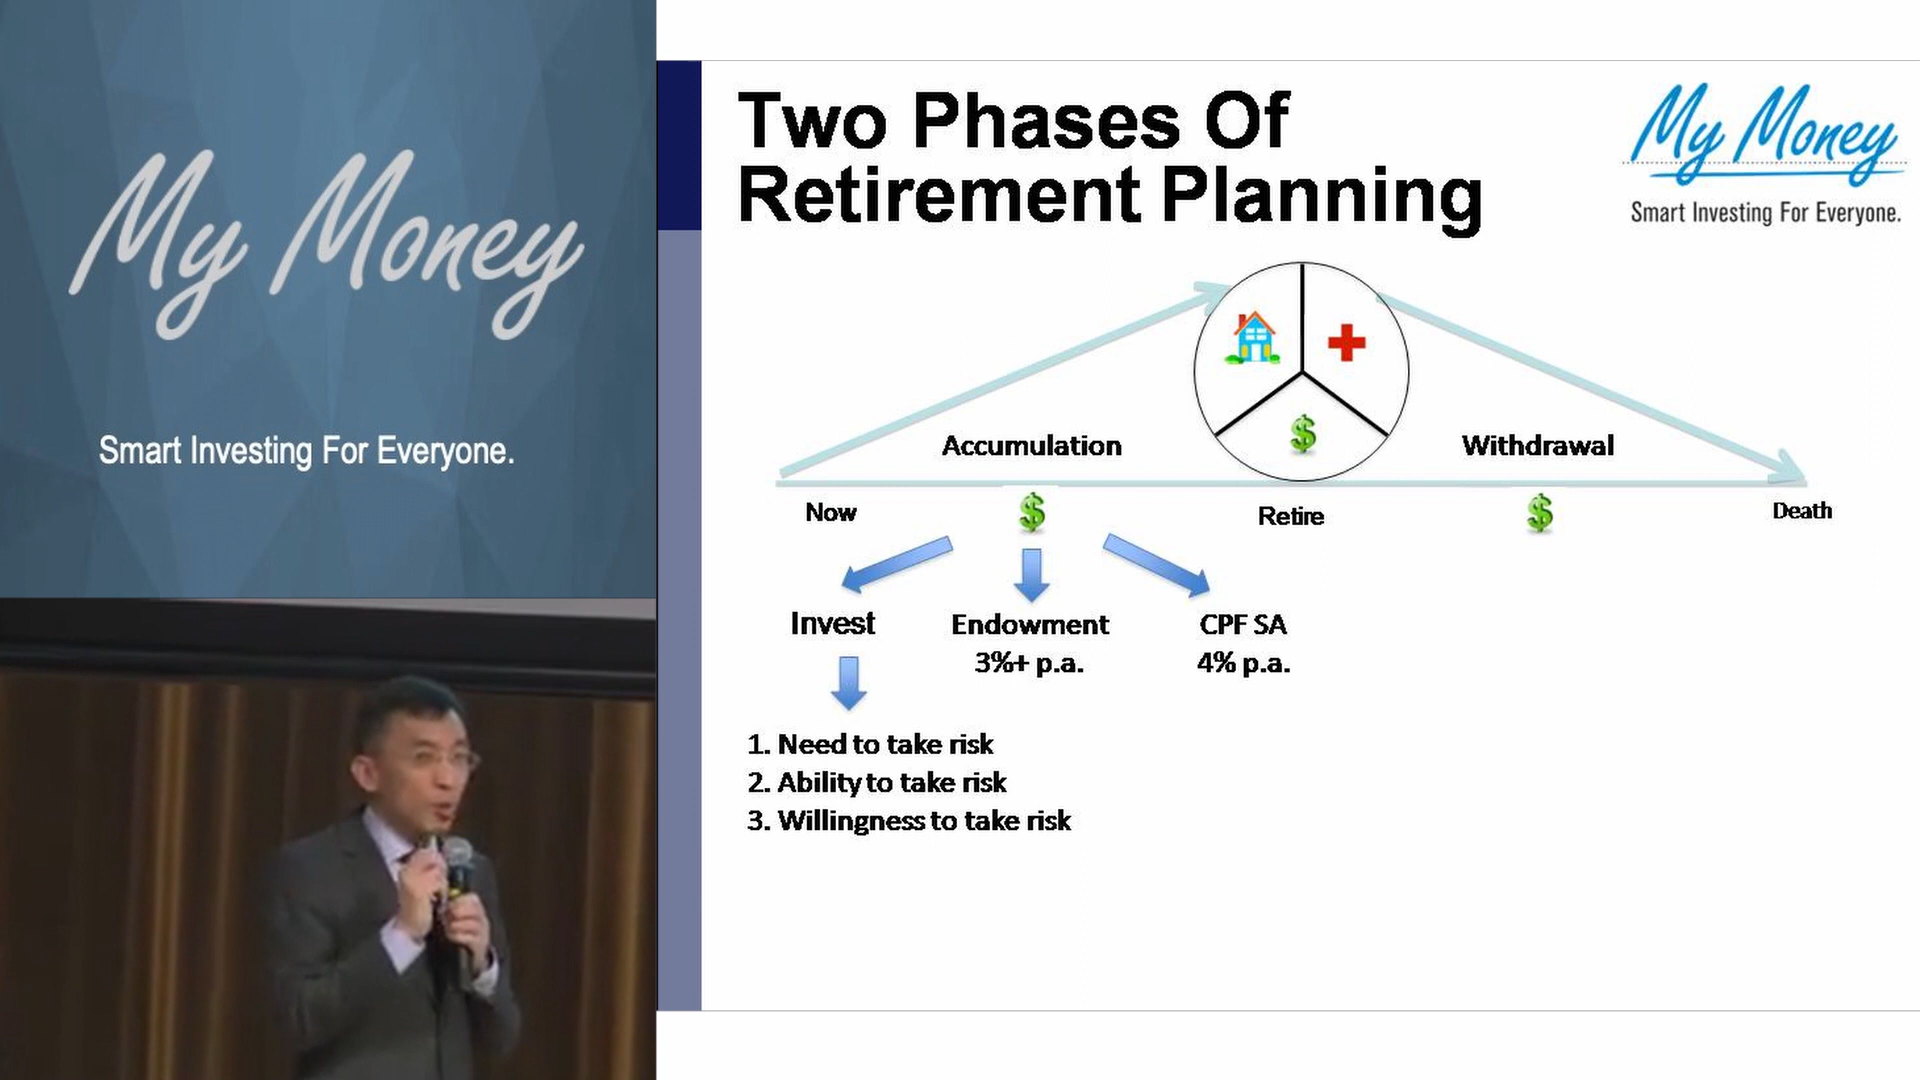 My Money
Smart Investing For Everyone.
Two Phases Of
Retirement Planning
My Money
Smart Investing For Everyone.
Accumulation
Withdrawal
Now
Retire
Death
Invest
Endowment
3%+ p.a.
CPF SA
4% p.a.
1. Need to take risk
2. Ability to take risk
3. Willingness to take risk